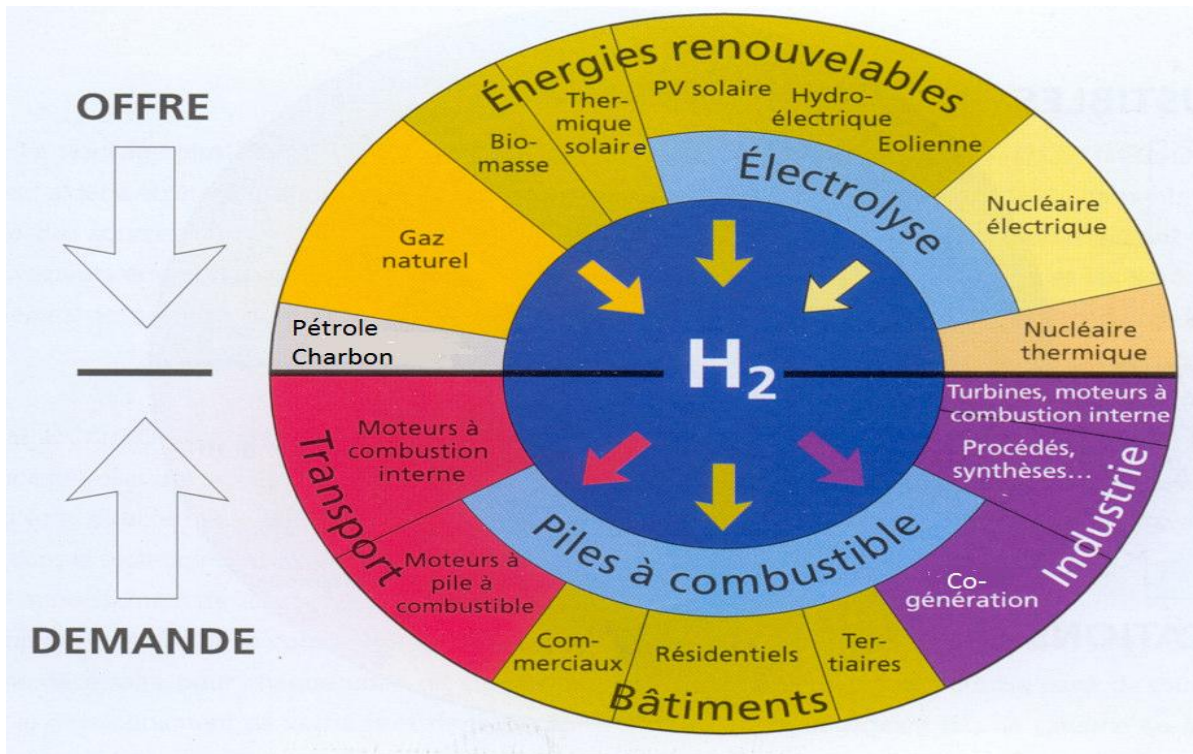 OFFRE
Énergies renouvelables
PV solaire
Hydro-
électrique
Eolienne
Ther-
mique
solaire
Bio-
masse
Électrolyse
Nucléaire
électrique
Gaz
naturel
Pétrole
Charbon
Nucléaire
thermique
H₂
Turbines, moteurs à
combustion interne
Procédés,
synthèses...
Industrie
Co-
génération
Transport
Moteurs à
combustion
interne
Moteurs à
pile à
combustible
Piles à combustible
DEMANDE
Com-
merciaux
Résidentiels
Ter-
tiaires
Bâtiments